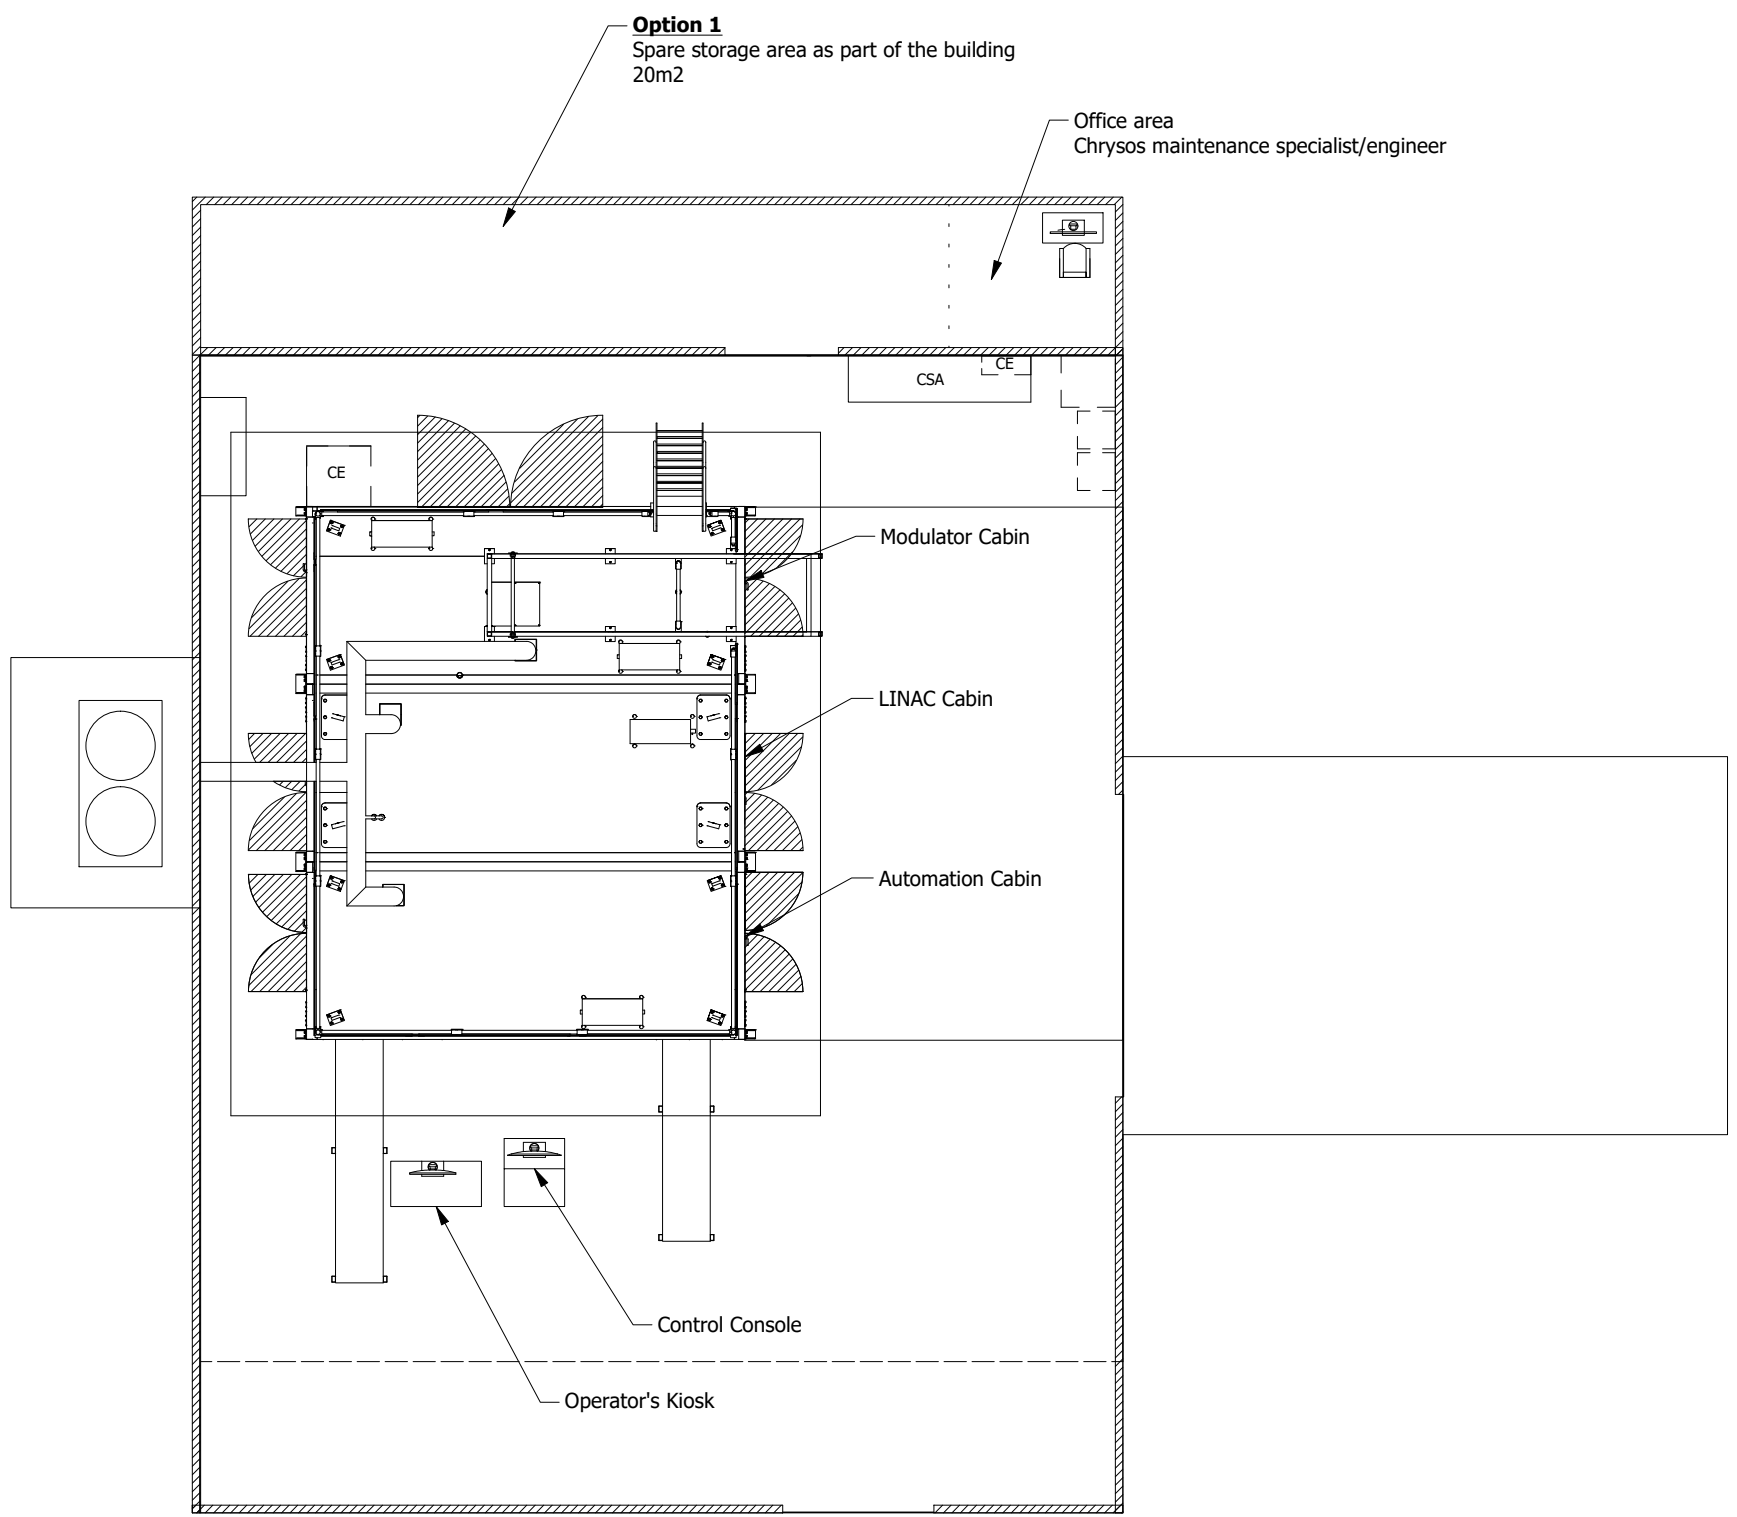 Option 1
Spare storage area as part of the building
20m2
Office area
Chrysos maintenance specialist/engineer
CE
CSA
CE
Modulator Cabin
LINAC Cabin
Automation Cabin
Control Console
Operator's Kiosk